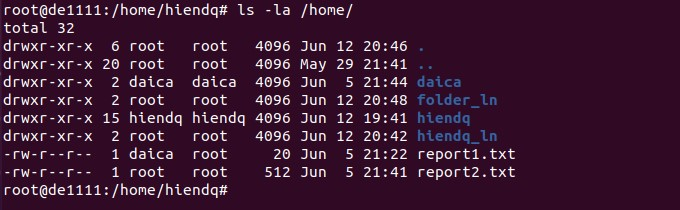 root@de1111:/home/hiendq# ls -la /home/
total 32
drwxr-xr-x  6 root   root   4096 Jun 12 20:46 .
drwxr-xr-x 20 root   root   4096 May 29 21:41 ..
drwxr-xr-x  2 daica  daica  4096 Jun  5 21:44 daica
drwxr-xr-x  2 root   root   4096 Jun 12 20:48 folder_ln
drwxr-xr-x 15 hiendq hiendq 4096 Jun 12 19:41 hiendq
drwxr-xr-x  2 root   root   4096 Jun 12 20:42 hiendq_ln
-rw-r--r--  1 daica  root     20 Jun  5 21:22 report1.txt
-rw-r--r--  1 root   root    512 Jun  5 21:41 report2.txt
root@de1111:/home/hiendq#